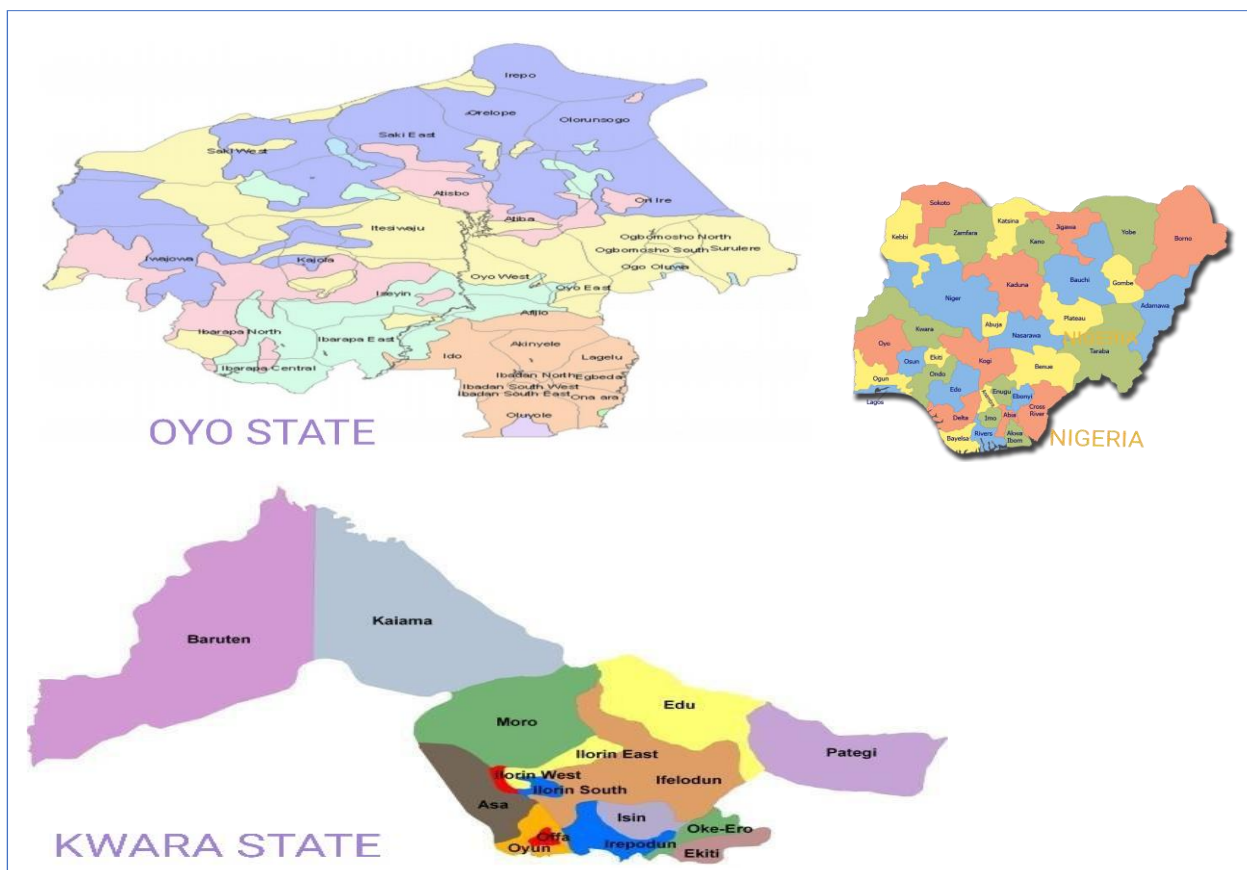 Irepo
Orelope
Olorunsogo
Saki East
Saki West
Atisbo
Ori Ire
Atiba
Itesiwaju
Ogbomosho North
Ogbomosho South
Surulere
Iwajowa
Kajola
Ogo Oluwa
Oyo West
Oyo East
Iseyin
Afijio
Ibarapa North
Ibarapa East
Akinyele
Ido
Lagelu
Ibarapa Central
Ibadan North
Egbeda
Ibadan South West
Ibadan South East
Ona ara
Oluyole
OYO STATE
Sokoto
Katsina
Jigawa
Zamfara
Yobe
Borno
Kebbi
Kano
Bauchi
Gombe
Kaduna
Niger
Adamawa
Plateau
Abuja
Kwara
Nasarawa
NIGERIA
Oyo
Taraba
Osun
Ekiti
Kogi
Benue
Ogun
Ondo
Edo
Enugu
Ebonyi
Lagos
Anambra
Cross
River
Delta
Imo
Abia
Bayelsa
Rivers
Akwa
Ibom
NIGERIA
Baruten
Kaiama
Moro
Edu
Pategi
Ilorin East
Ilorin West
Ifelodun
Ilorin South
Asa
Isin
Oke-Ero
Offa
Oyun
Irepodun
Ekiti
KWARA STATE